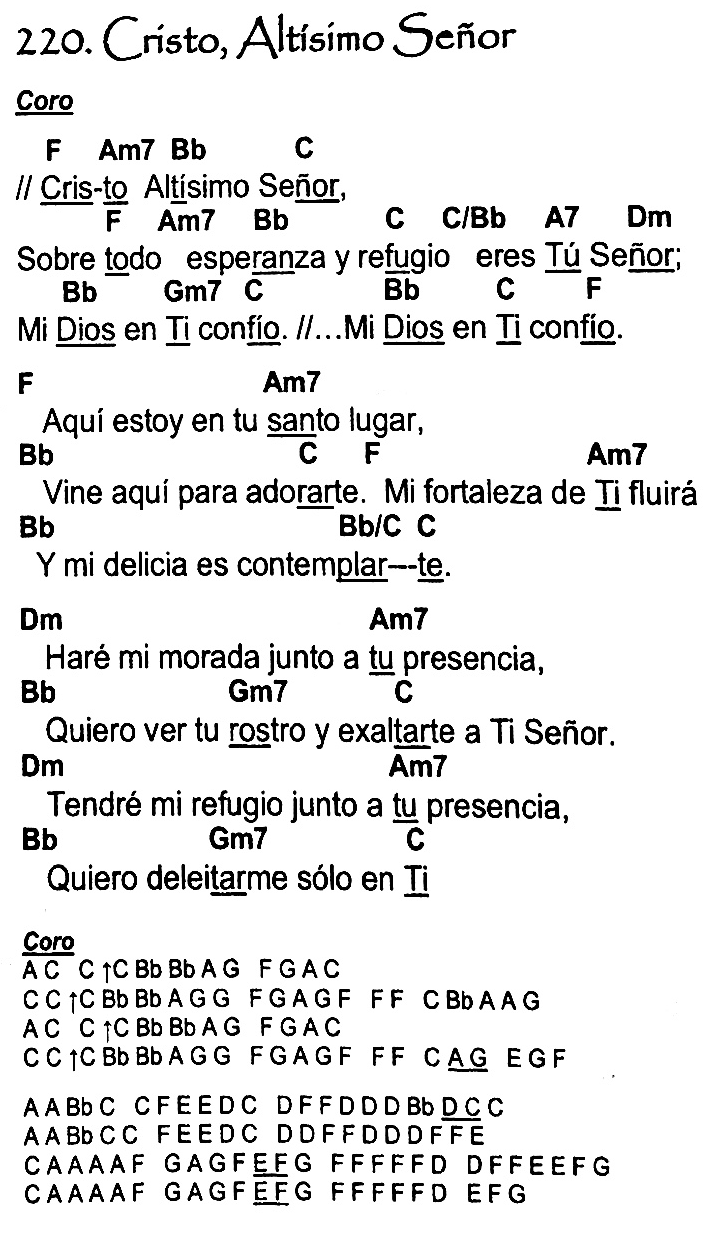 220. Cristo, Altísimo Señor
Coro
F Am7 Bb C
// Cris-to Altísimo Señor,
F Am7 Bb C C/Bb A7 Dm
Sobre todo esperanza y refugio eres Tú Señor;
Bb Gm7 C Bb C F
Mi Dios en Ti confío. //...Mi Dios en Ti confío.
F Am7
Aquí estoy en tu santo lugar,
Bb C F Am7
Vine aquí para adorarte. Mi fortaleza de Ti fluirá
Bb Bb/C C
Y mi delicia es contemplar---te.
Dm Am7
Haré mi morada junto a tu presencia,
Bb Gm7 C
Quiero ver tu rostro y exaltarte a Ti Señor.
Dm Am7
Tendré mi refugio junto a tu presencia,
Bb Gm7 C
Quiero deleitarme sólo en Ti
Coro
A C C ↑C Bb Bb A G F G A C
C C ↑C Bb Bb A G G F G A G F F F C Bb A A G
A C C ↑C Bb Bb A G F G A C
C C ↑C Bb Bb A G G F G A G F F F C A G E G F
A A Bb C C F E E D C D F F D D D Bb D C C
A A Bb C C F E E D C D D F F D D D F F E
C A A A A F G A G F E F G F F F F F D D F F E E F G
C A A A A F G A G F E F G F F F F F D E F G